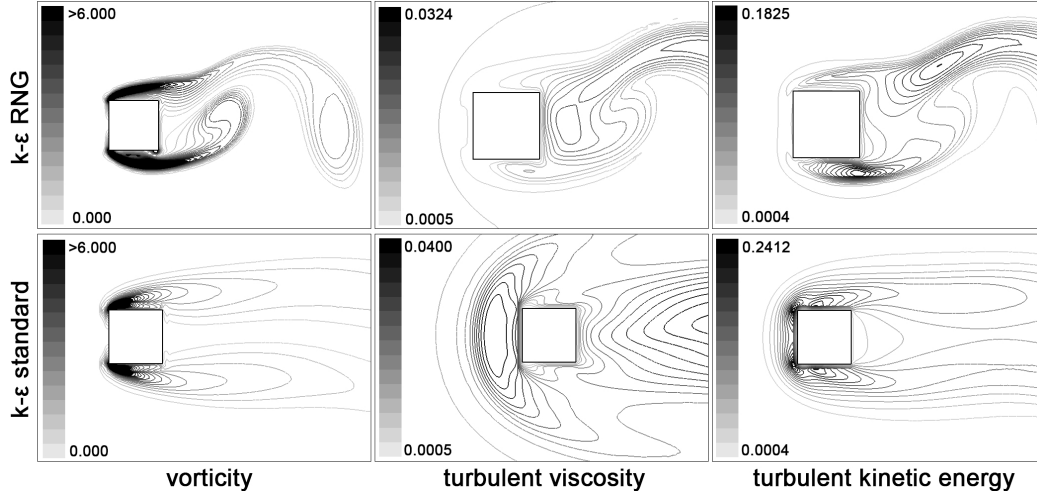 k-ε RNG
>6.000
0.000
0.0324
0.0005
0.1825
0.0004
k-ε standard
>6.000
0.000
0.0400
0.0005
0.2412
0.0004
vorticity
turbulent viscosity
turbulent kinetic energy